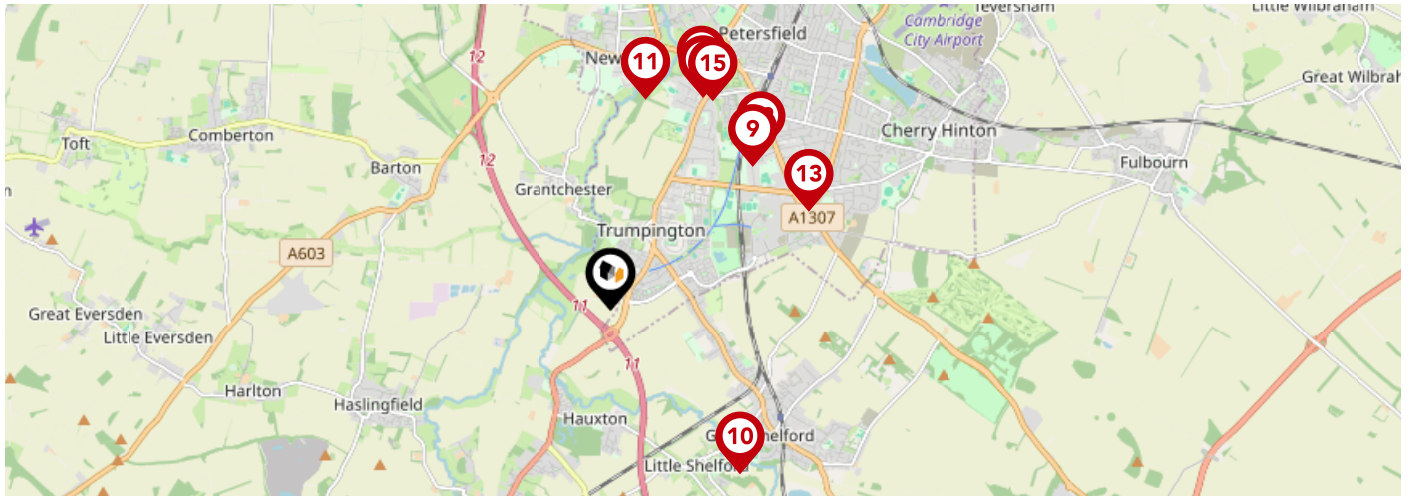 Teversham
Little Wilbraham
Cambridge
City Airport
Petersfield
12
New
11
15
Great Wilbrah
9
Cherry Hinton
Toft
Comberton
12
Barton
Fulbourn
13
Grantchester
A1307
Trumpington
A603
11
Great Eversden
Little Eversden
11
Harlton
Haslingfield
Hauxton
10
G
helford
Little Shelford